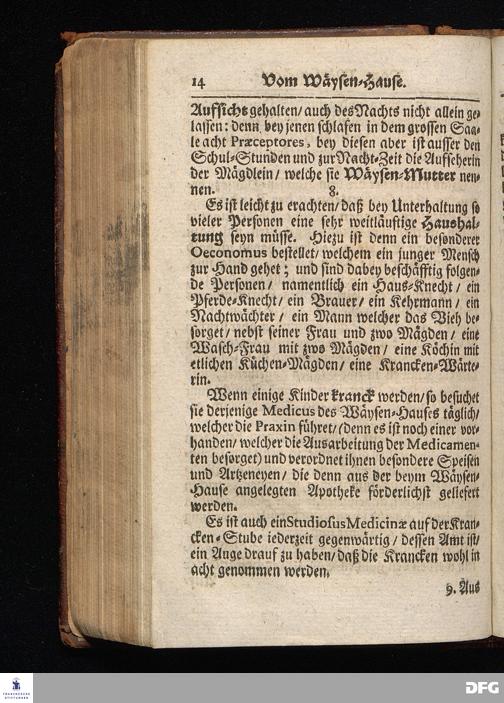 14 Vom Wäysen-Hause.
Aufsicht gehalten/ auch des Nachts nicht allein ge-
lassen: denn bey jenen schlafen in dem grossen Saa-
le acht Præceptores, bey diesen aber ist ausser den
Schul-Stunden und zur Nacht-Zeit die Aufseherin
der Mägdlein/ welche sie Wäysen-Mutter nen-
nen. 8.
Es ist leicht zu erachten/ daß bey Unterhaltung so
vieler Personen eine sehr weitläuftige Haushal-
tung seyn müsse. Hiezu ist denn ein besonderer
Oeconomus bestellet/ welchem ein junger Mensch
zur Hand gehet; und sind dabey beschäfftig folgen-
de Personen/ namentlich ein Haus-Knecht/ ein
Pferde-Knecht/ ein Brauer/ ein Kehrmann/ ein
Nachtwächter/ ein Mann welcher das Vieh be-
sorget/ nebst seiner Frau und zwo Mägden/ eine
Wasch-Frau mit zwo Mägden/ eine Köchin mit
etlichen Küchen-Mägden/ eine Krancken-Wärte-
rin.
Wenn einige Kinder kranck werden/ so besuchet
sie derjenige Medicus des Wäysen-Hauses täglich/
welcher die Praxin führet/ (denn es ist noch einer vor-
handen/ welcher die Ausarbeitung der Medicamen-
ten besorget) und verordnet ihnen besondere Speisen
und Artzeneyen/ die denn aus der beym Wäysen-
Hause angelegten Apotheke förderlichst geliefert
werden.
Es ist auch ein Studiosus Medicinæ auf der Kran-
cken-Stube iederzeit gegenwärtig/ dessen Amt ist/
ein Auge drauf zu haben/ daß die Krancken wohl in
acht genommen werden.
9. Aus
FRANCKESCHE
STIFTUNGEN
DFG